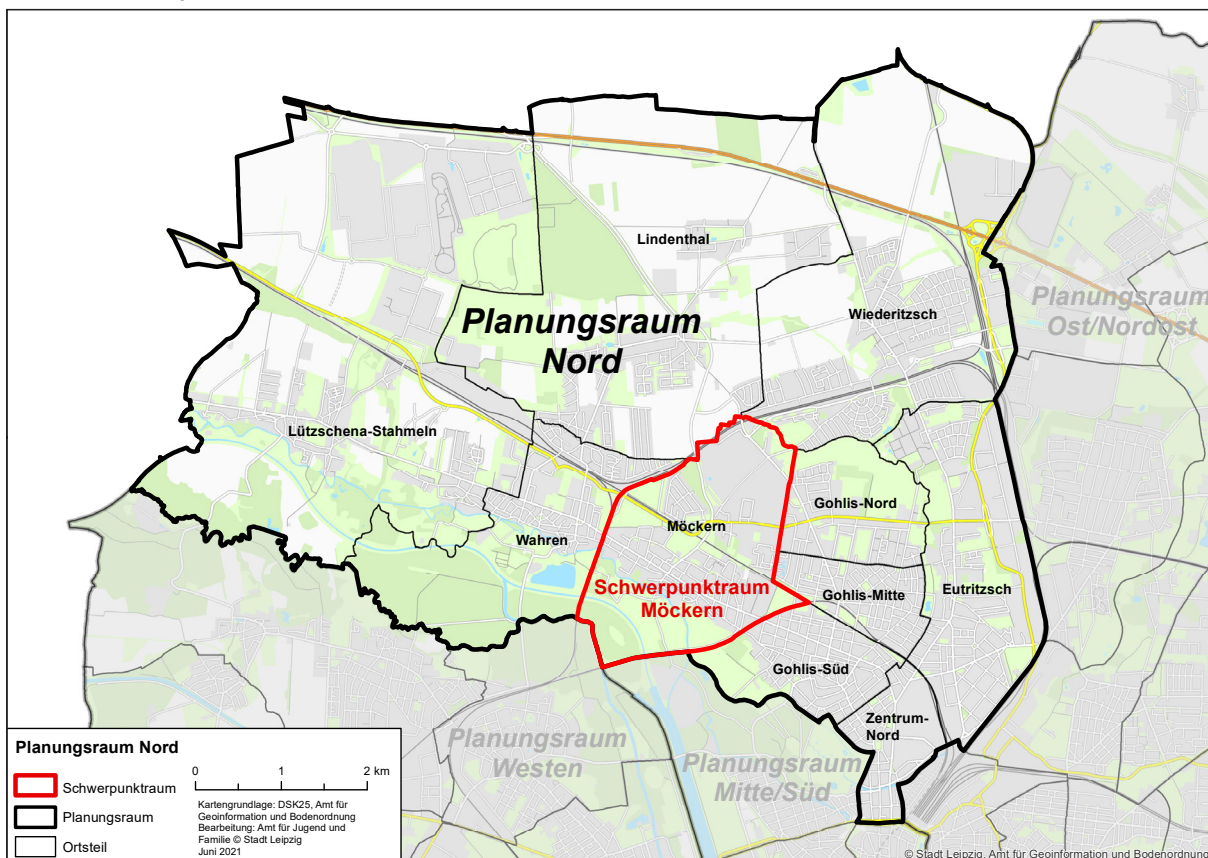 Lindenthal
Planungsraum
Nord
Wiederitzsch
Planungsraum
Ost/Nordost
Lützschena-Stahmeln
Gohlis-Nord
Möckern
Wahren
Schwerpunktraum
Möckern
Gohlis-Mitte
Eutritzsch
Gohlis-Süd
Zentrum-
Nord
Planungsraum
Westen
Planungsraum
Mitte/Süd
Planungsraum Nord
Schwerpunktraum
Planungsraum
Ortsteil
0 1 2 km
Kartengrundlage: DSK25, Amt für
Geoinformation und Bodenordnung
Bearbeitung: Amt für Jugend und
Familie © Stadt Leipzig
Juni 2021
© Stadt Leipzig, Amt für Geoinformation und Bodenordnung